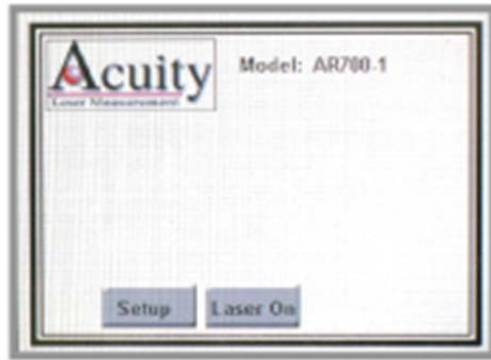 Acuity
Laser Measurement
Model: AR700-1
Setup
Laser On